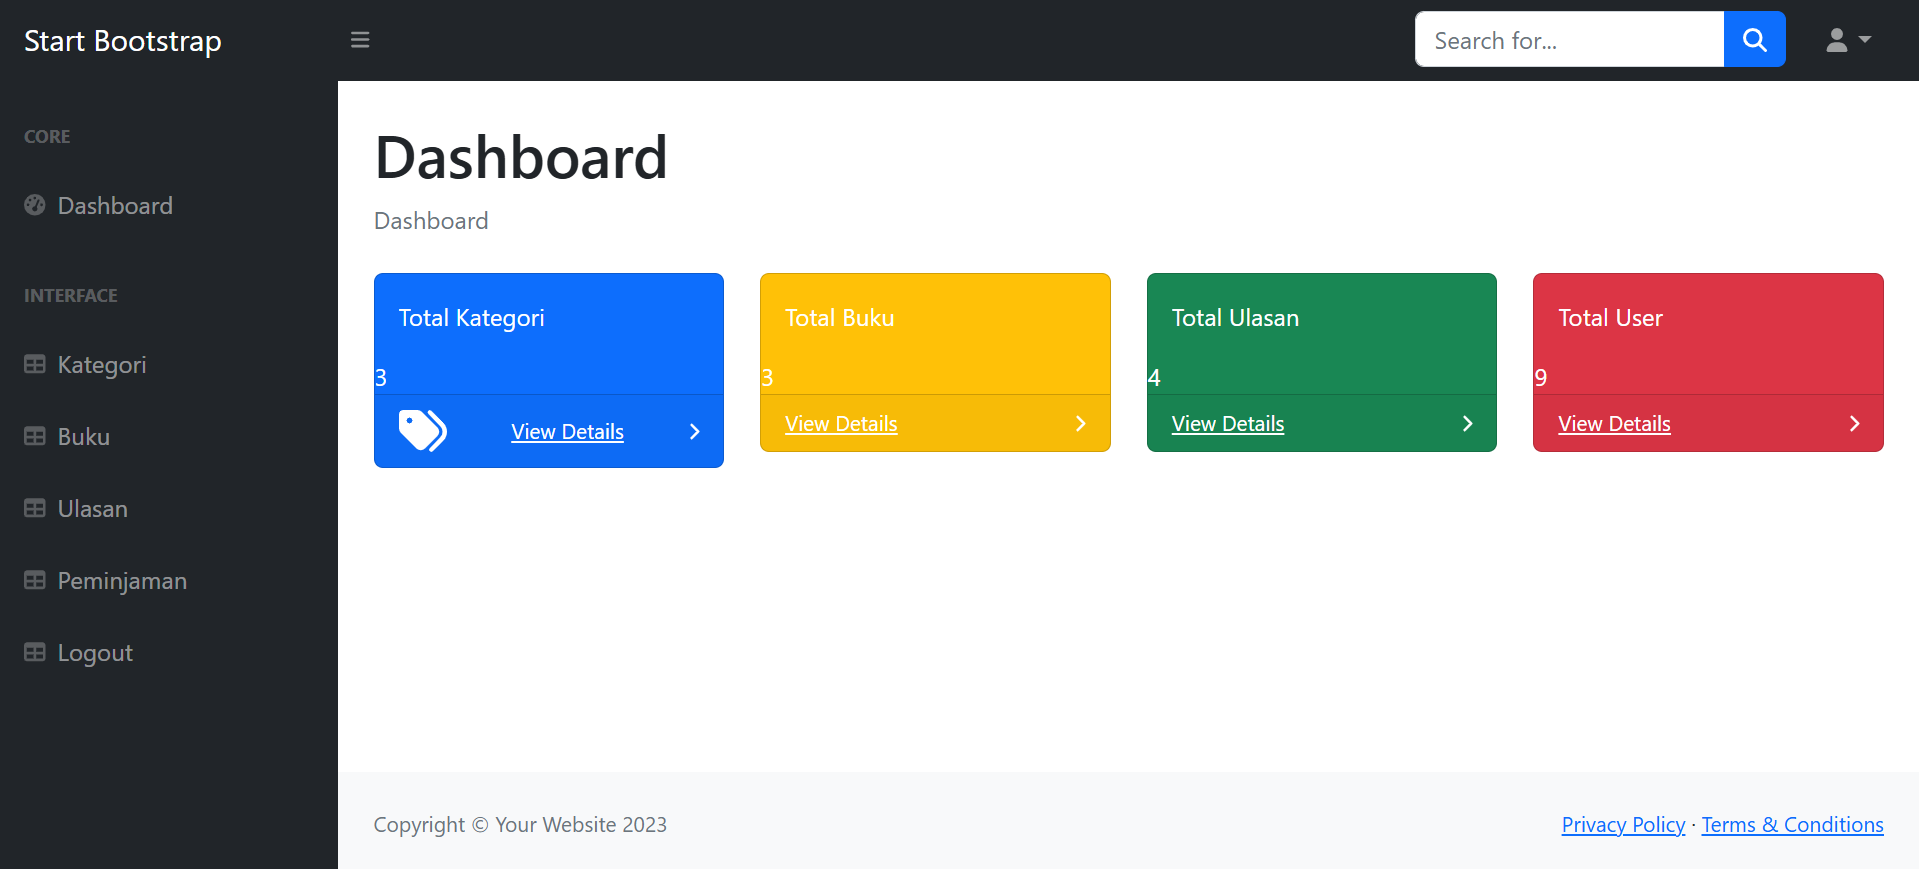 Start Bootstrap
Search for...
CORE
Dashboard
INTERFACE
Kategori
Buku
Ulasan
Peminjaman
Logout
Dashboard
Dashboard
Total Kategori
3
View Details
Total Buku
3
View Details
Total Ulasan
4
View Details
Total User
9
View Details
Copyright © Your Website 2023
Privacy Policy · Terms & Conditions